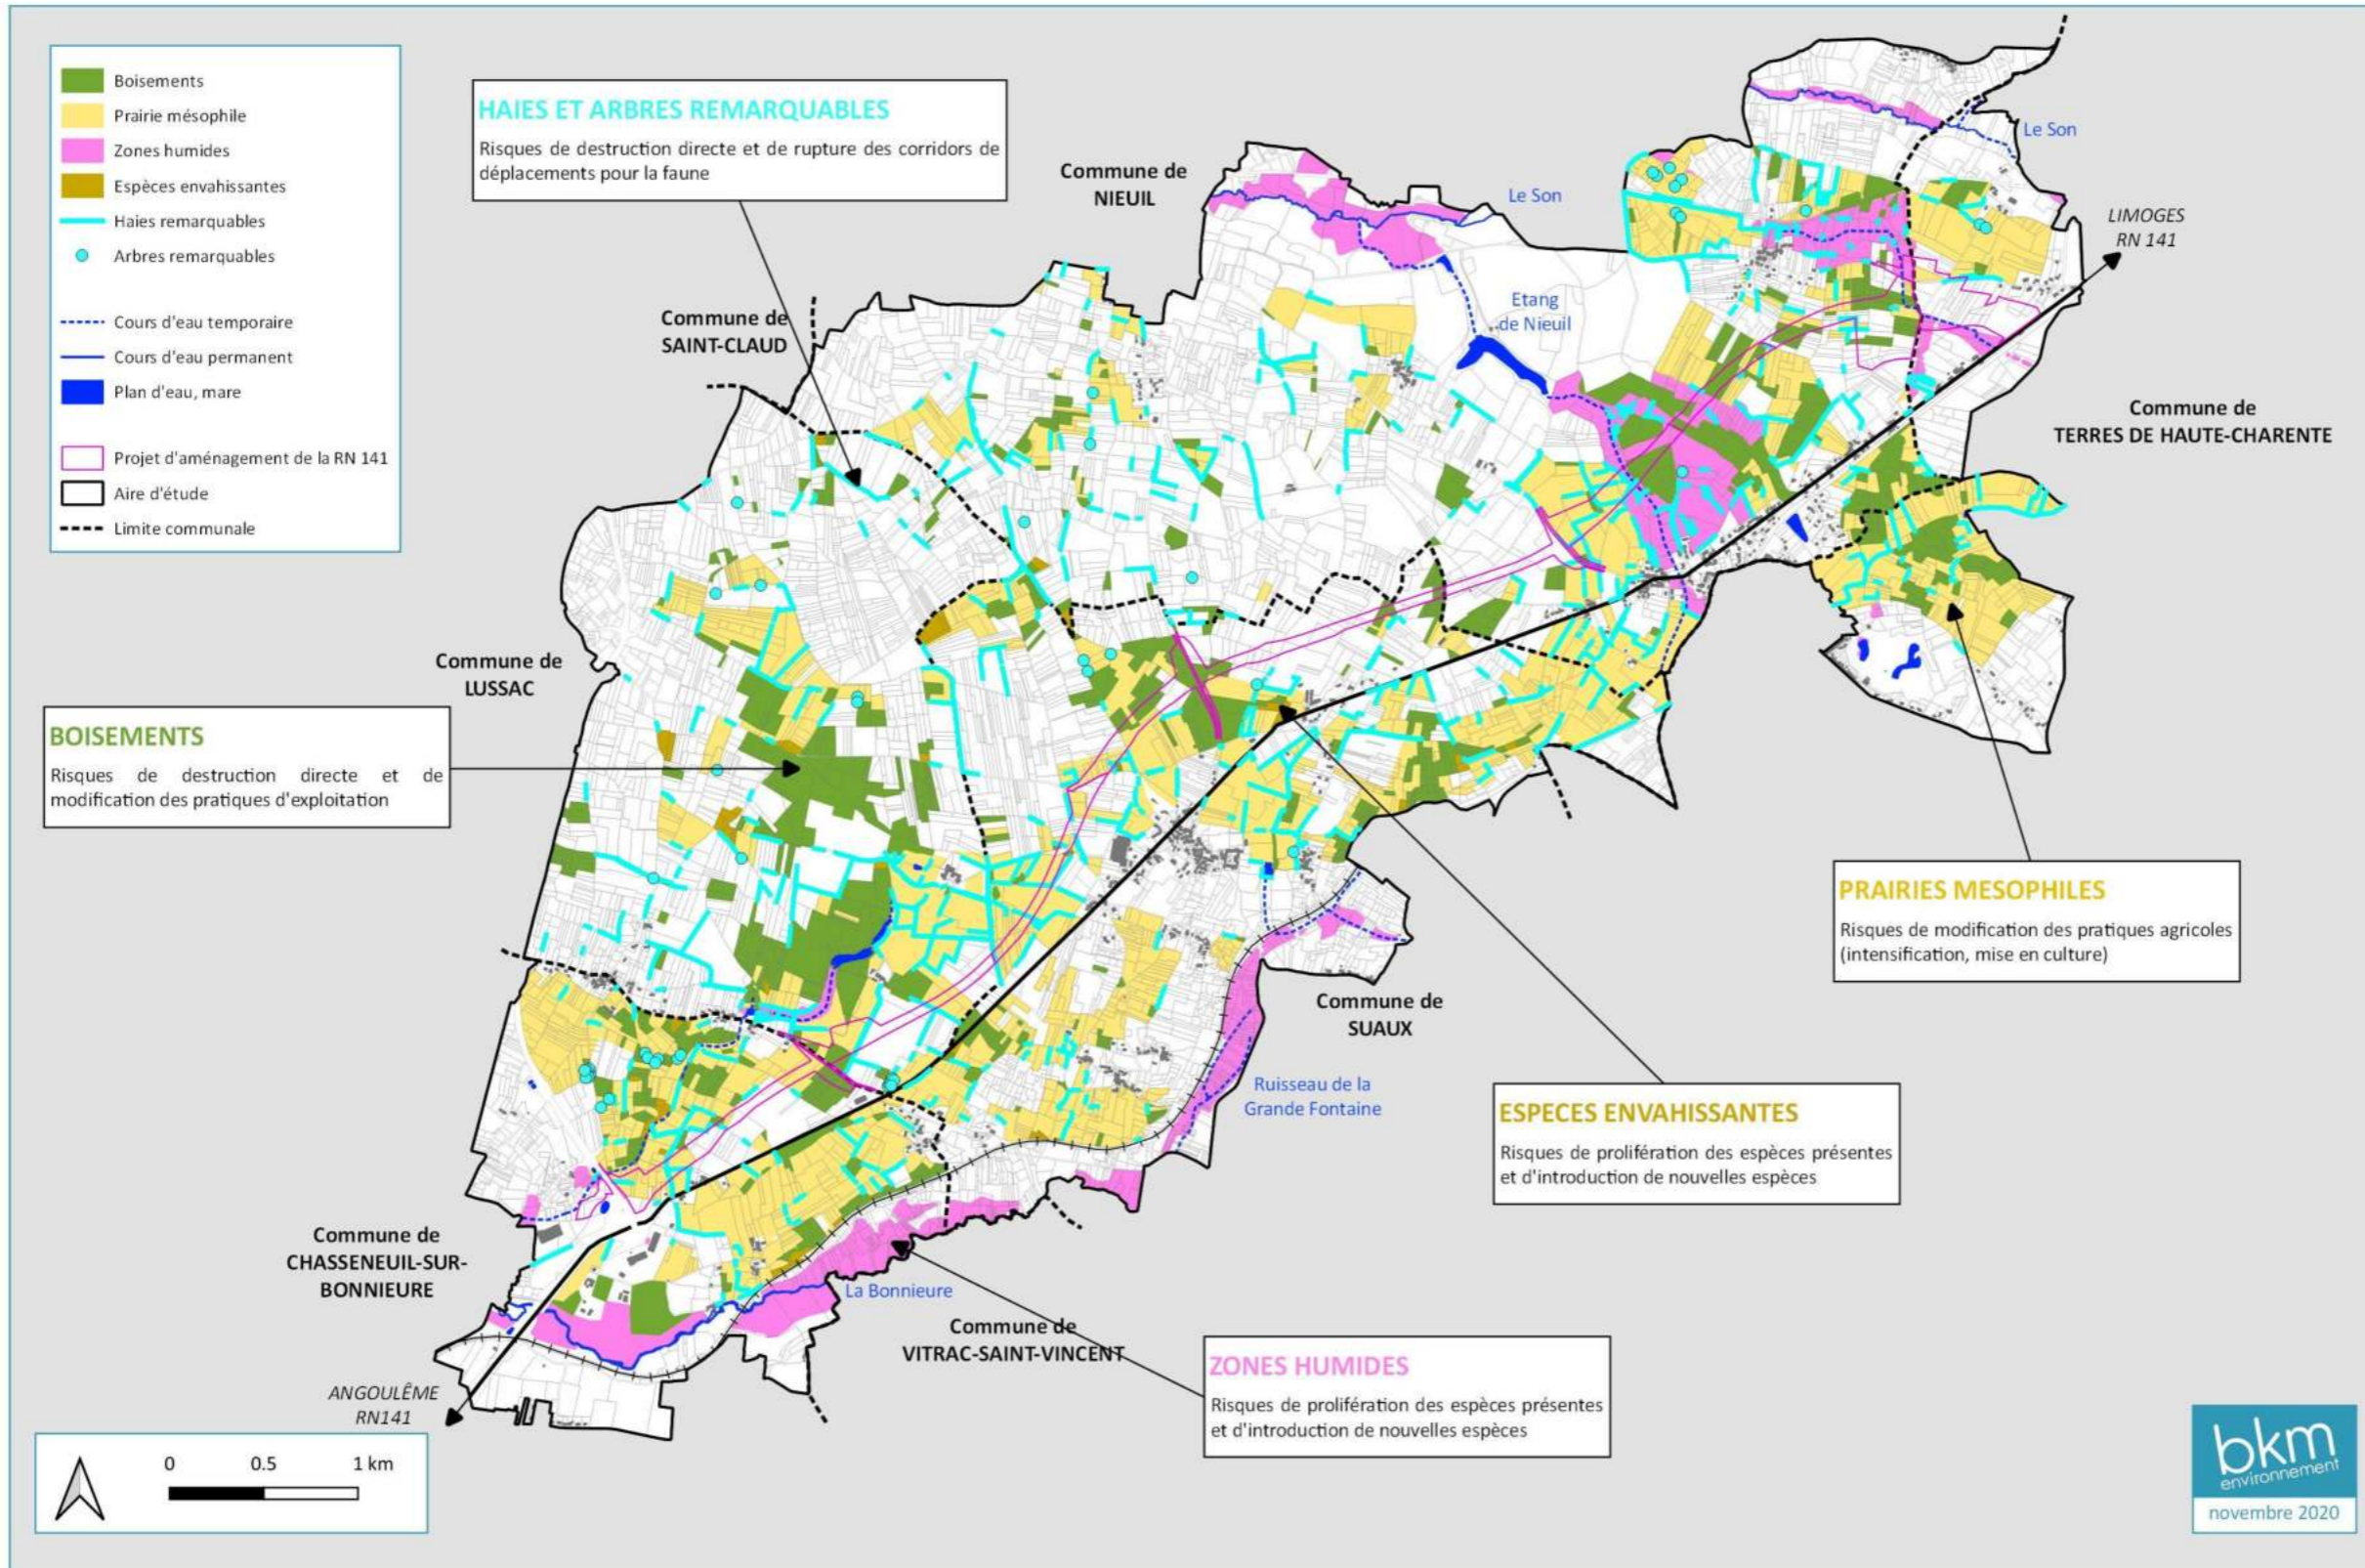 Boisements
Prairie mésophile
Zones humides
Espèces envahissantes
Haies remarquables
Arbres remarquables
Cours d'eau temporaire
Cours d'eau permanent
Plan d'eau, mare
Projet d'aménagement de la RN 141
Aire d'étude
Limite communale
HAIES ET ARBRES REMARQUABLES
Risques de destruction directe et de rupture des corridors de
déplacements pour la faune
Commune de
NIEUIL
Le Son
Le Son
LIMOGES
RN 141
Etang
de Nieuil
Commune de
SAINT-CLAUD
Commune de
TERRES DE HAUTE-CHARENTE
Commune de
LUSSAC
BOISEMENTS
Risques de destruction directe et de
modification des pratiques d'exploitation
PRAIRIES MESOPHILES
Risques de modification des pratiques agricoles
(intensification, mise en culture)
Commune de
SUAUX
Ruisseau de la
Grande Fontaine
ESPECES ENVAHISSANTES
Risques de prolifération des espèces présentes
et d'introduction de nouvelles espèces
Commune de
CHASSENEUIL-SUR-
BONNIEURE
La Bonnieure
Commune de
VITRAC-SAINT-VINCENT
ZONES HUMIDES
Risques de prolifération des espèces présentes
et d'introduction de nouvelles espèces
ANGOULÊME
RN141
0 0.5 1 km
bkm
environnement
novembre 2020